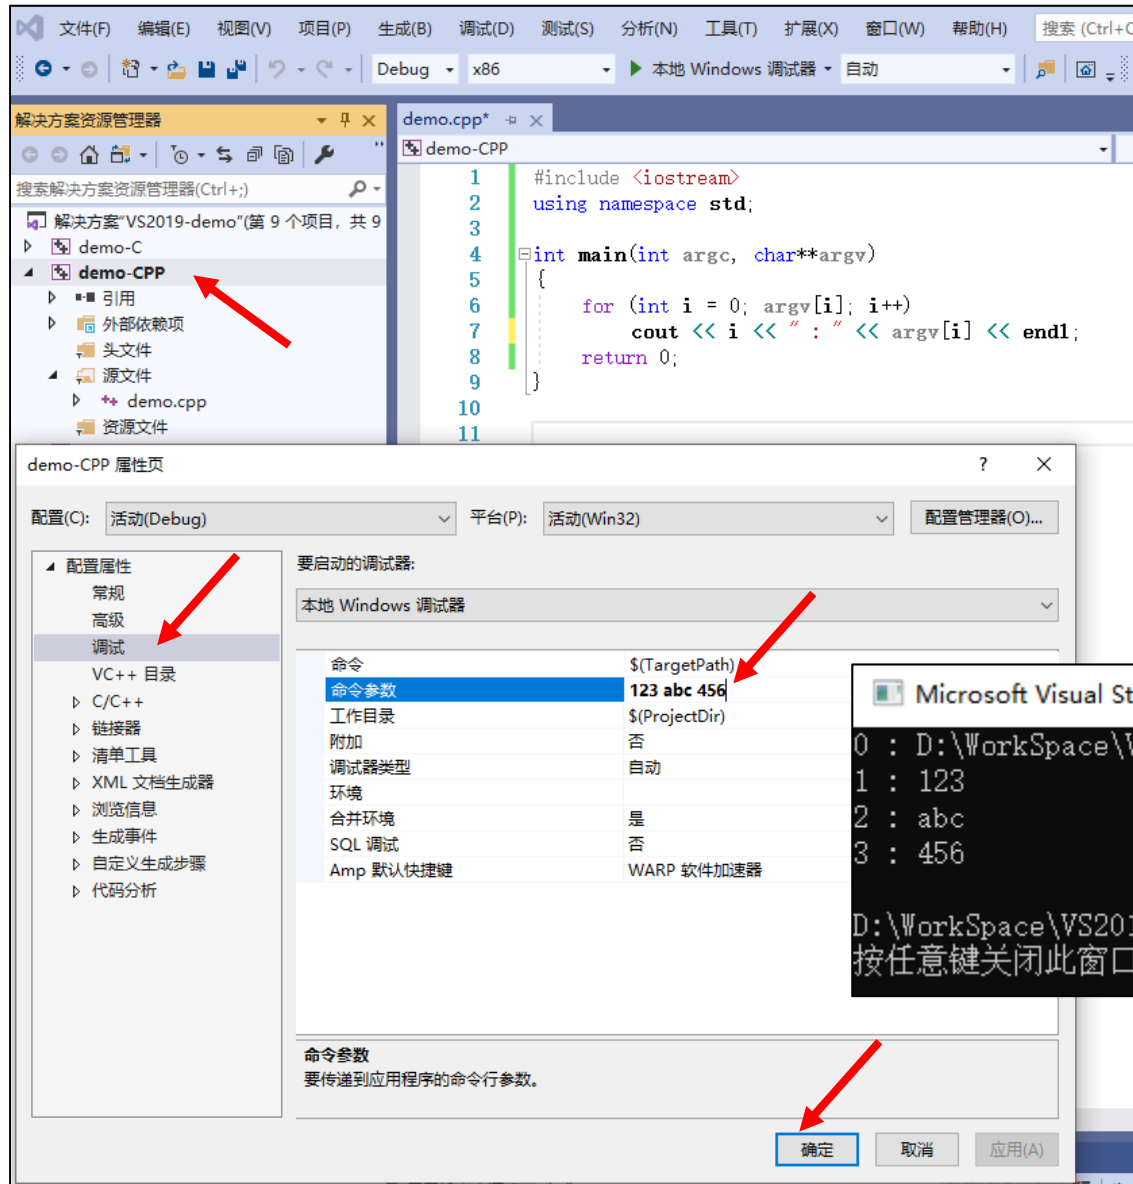 文件(F) 编辑(E) 视图(V) 项目(P) 生成(B) 调试(D) 测试(S) 分析(N) 工具(T) 扩展(X) 窗口(W) 帮助(H) 搜索 (Ctrl+
Debug x86 本地 Windows 调试器 自动
解决方案资源管理器
搜索解决方案资源管理器(Ctrl+;)
解决方案"VS2019-demo"(第 9 个项目，共 9
demo-C
demo-CPP
引用
外部依赖项
头文件
源文件
demo.cpp
资源文件
demo.cpp*
demo-CPP
1 #include <iostream>
2 using namespace std;
3
4 int main(int argc, char**argv)
5 {
6 for (int i = 0; argv[i]; i++)
7 cout << i << " : " << argv[i] << endl;
8 return 0;
9 }
10
11
demo-CPP 属性页 ?
配置(C): 活动(Debug) 平台(P): 活动(Win32) 配置管理器(O)...
配置属性
常规
高级
调试
VC++ 目录
C/C++
链接器
清单工具
XML 文档生成器
浏览信息
生成事件
自定义生成步骤
代码分析
要启动的调试器:
本地 Windows 调试器
命令 $(TargetPath)
命令参数 123 abc 456
工作目录 $(ProjectDir)
附加 否
调试器类型 自动
环境
合并环境 是
SQL 调试 否
Amp 默认快捷键 WARP 软件加速器
命令参数
要传递到应用程序的命令行参数。
确定 取消 应用(A)
Microsoft Visual St
0 : D:\WorkSpace\
1 : 123
2 : abc
3 : 456
D:\WorkSpace\VS201
按任意键关闭此窗口